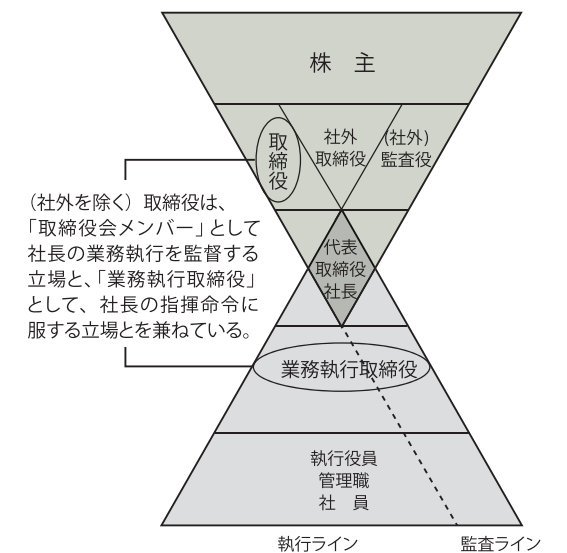 株　主
取締役
社外
取締役
(社外)
監査役
(社外を除く) 取締役は、
「取締役会メンバー」として
社長の業務執行を監督する
立場と、「業務執行取締役」
として、社長の指揮命令に
服する立場とを兼ねている。
代表
取締役
社長
業務執行取締役
執行役員
管理職
社　員
執行ライン
監査ライン